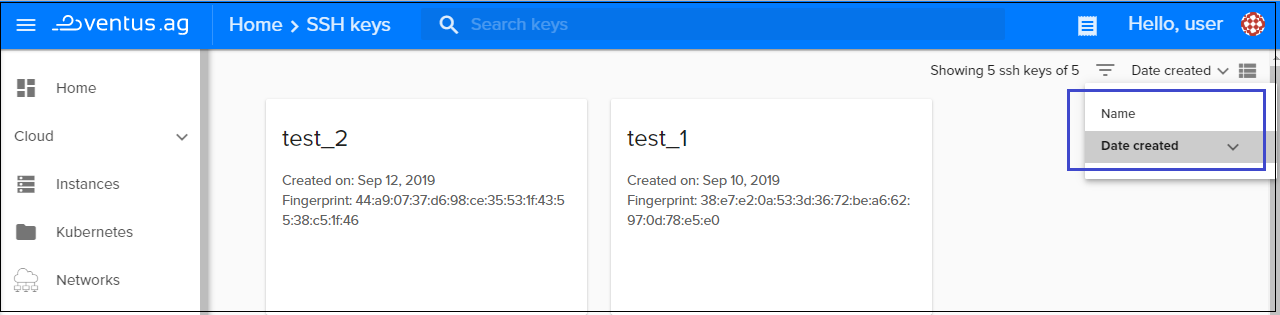 ventus.ag
Home > SSH keys
Search keys
Hello, user
Showing 5 ssh keys of 5
Date created
Name
Date created
Home
Cloud
Instances
Kubernetes
Networks
test_2
Created on: Sep 12, 2019
Fingerprint: 44:a9:07:37:d6:98:ce:35:53:1f:43:5
5:38:c5:1f:46
test_1
Created on: Sep 10, 2019
Fingerprint: 38:e7:e2:0a:53:3d:36:72:be:a6:62:
97:0d:78:e5:e0